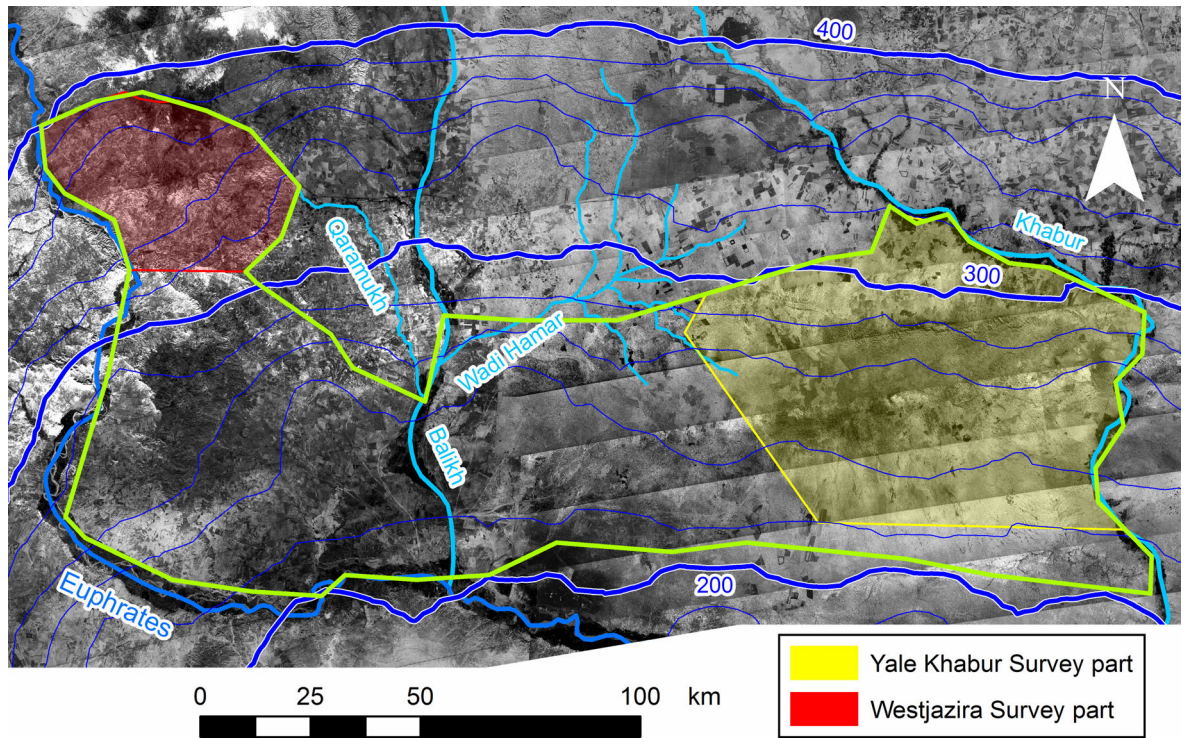 400
N
Khabur
Qaramukh
300
Wadi Hamar
Balikh
200
Euphrates
0 25 50 100 km
Yale Khabur Survey part
Westjazira Survey part